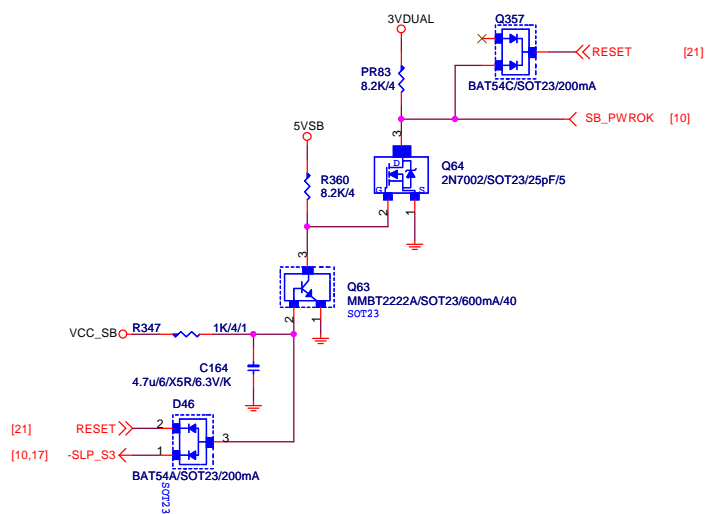 3VDUAL
Q357
RESET [21]
PR83
8.2K/4
BAT54C/SOT23/200mA
SB_PWROK [10]
5VSB
3
D
Q64
R360
8.2K/4
2N7002/SOT23/25pF/5
G S
2 1
3
Q63
MMBT2222A/SOT23/600mA/40
SOT23
2 1
VCC_SB R347 1K/4/1
C164
4.7u/6/X5R/6.3V/K
D46
[21] RESET 2
3
[10,17] -SLP_S3 1
BAT54A/SOT23/200mA
SOT23